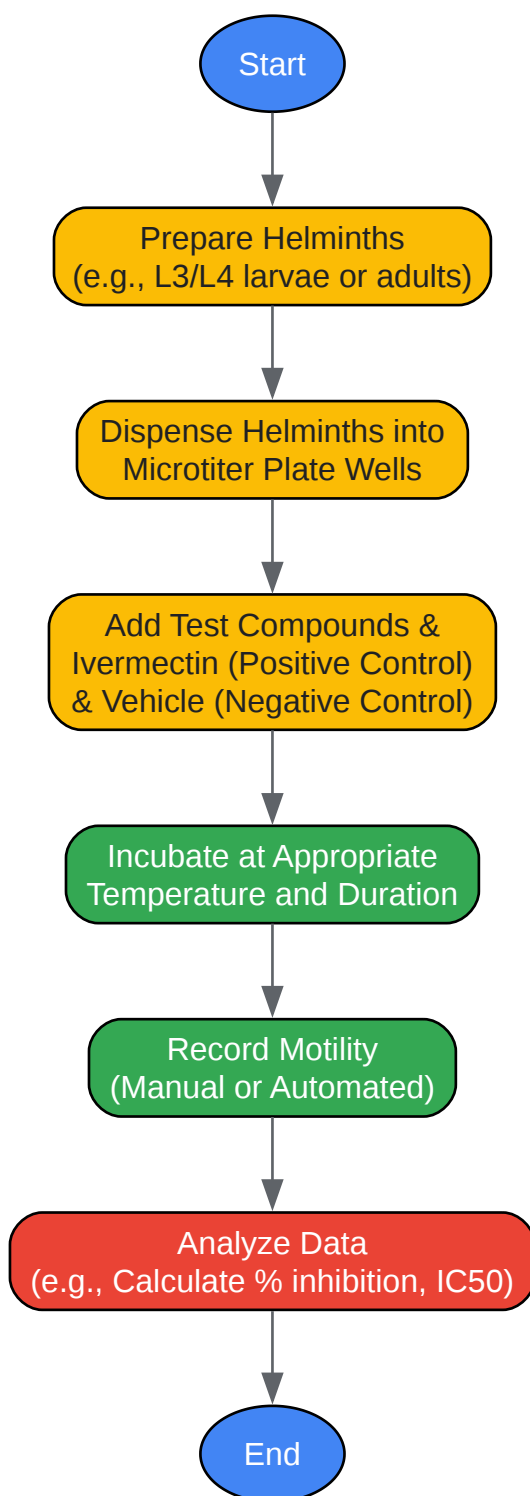 Start
Prepare Helminths
(e.g., L3/L4 larvae or adults)
Dispense Helminths into
Microtiter Plate Wells
Add Test Compounds &
Ivermectin (Positive Control)
& Vehicle (Negative Control)
Incubate at Appropriate
Temperature and Duration
Record Motility
(Manual or Automated)
Analyze Data
(e.g., Calculate % inhibition, IC50)
End